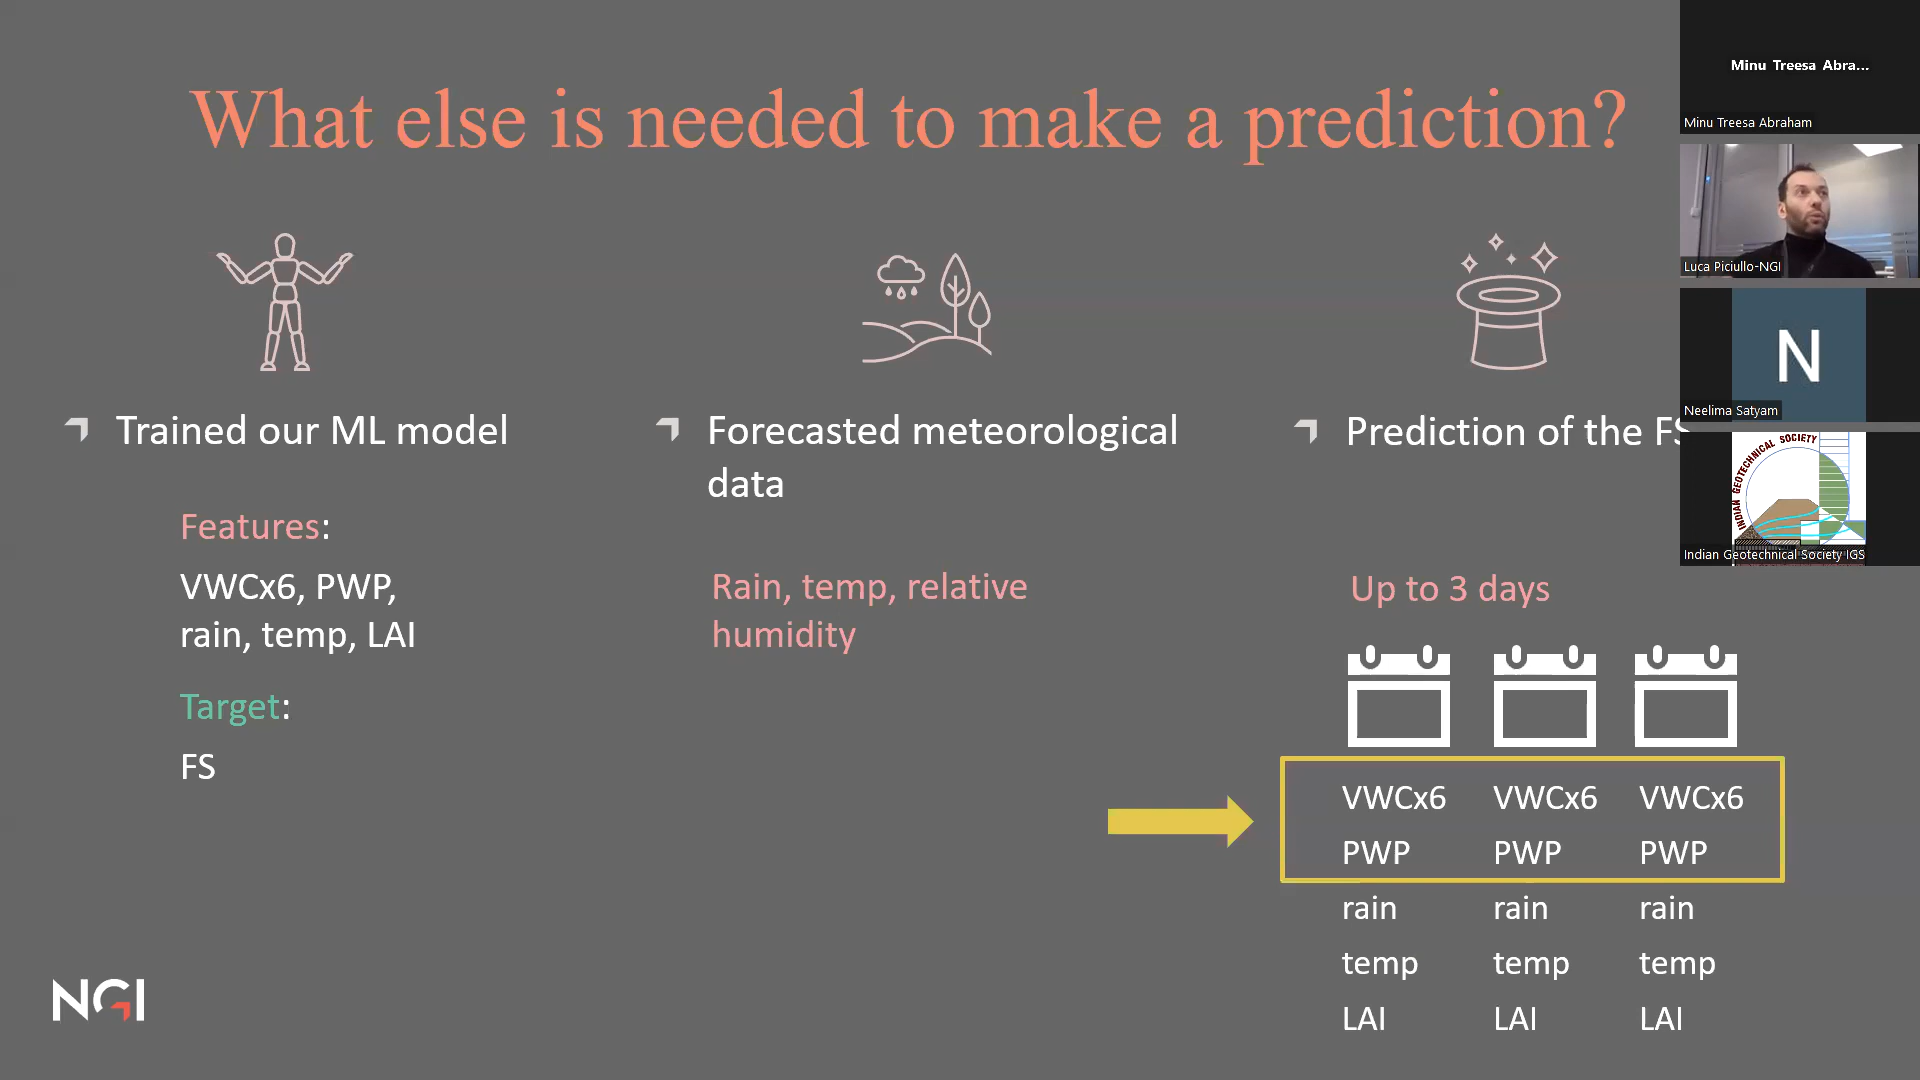 What else is needed to make a prediction?
Trained our ML model
Features:
VWCx6, PWP,
rain, temp, LAI
Target:
FS
Forecasted meteorological
data
Rain, temp, relative
humidity
Prediction of the FS
Up to 3 days
VWCx6 VWCx6 VWCx6
PWP PWP PWP
rain rain rain
temp temp temp
LAI LAI LAI
NGI
Minu Treesa Abra...
Minu Treesa Abraham
Luca Piciullo-NGI
N
Neelima Satyam
INDIAN GEOTECHNICAL SOCIETY
Indian Geotechnical Society IGS